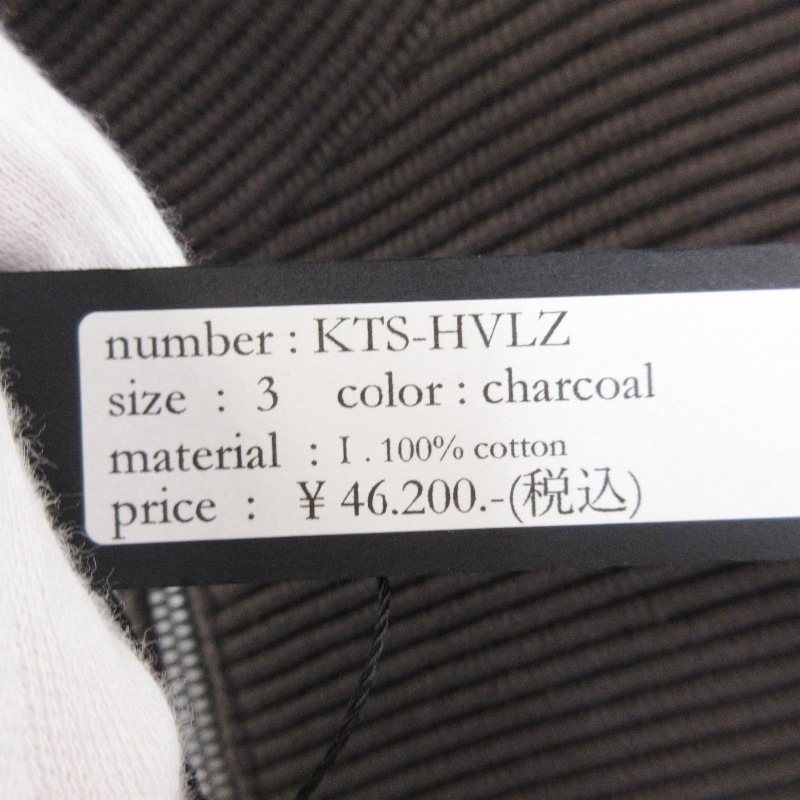 number : KTS-HVLZ
size : 3 color : charcoal
material : I . 100% cotton
price : ¥ 46.200.-(税込)